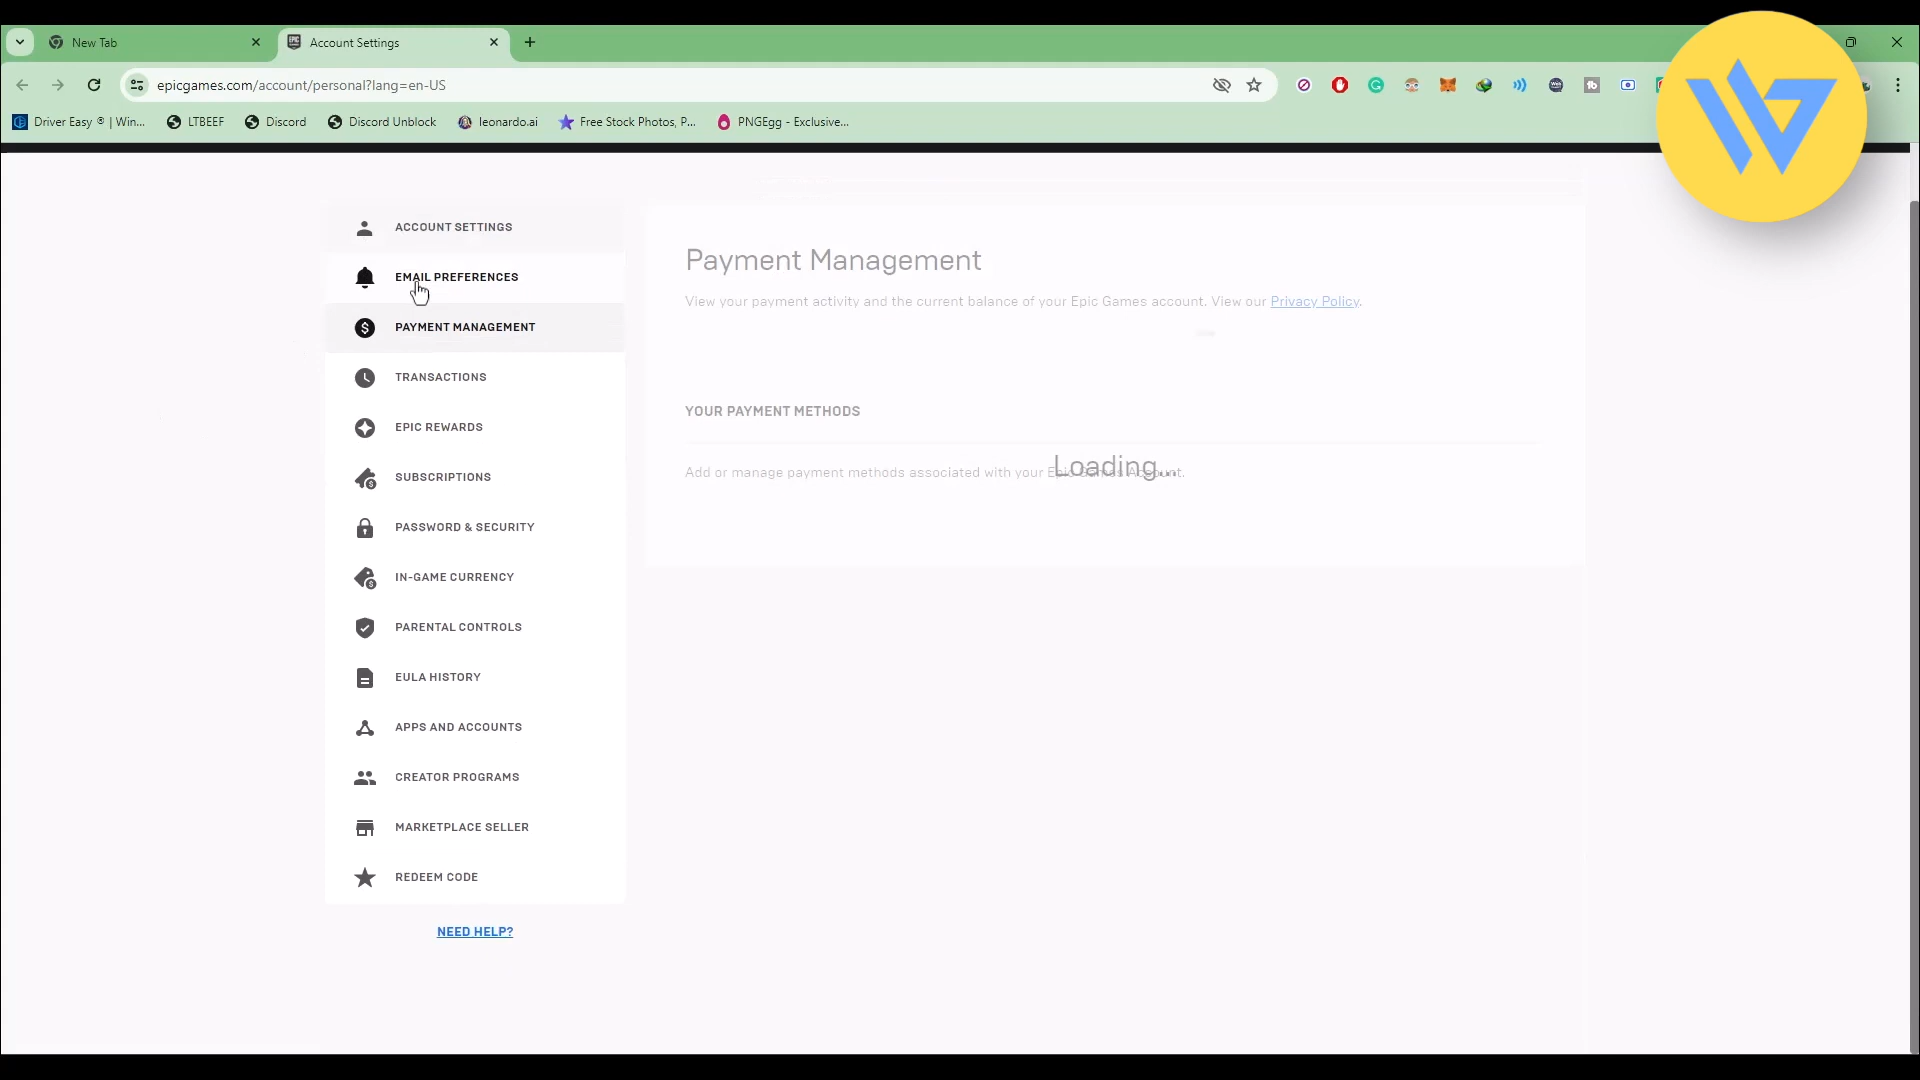 New Tab
Account Settings
epicgames.com/account/personal?lang=en-US
Driver Easy ® | Win...
LTBEEF
Discord
Discord Unblock
leonardo.ai
Free Stock Photos, P...
PNGEgg - Exclusive...
ACCOUNT SETTINGS
EMAIL PREFERENCES
PAYMENT MANAGEMENT
TRANSACTIONS
EPIC REWARDS
SUBSCRIPTIONS
PASSWORD & SECURITY
IN-GAME CURRENCY
PARENTAL CONTROLS
EULA HISTORY
APPS AND ACCOUNTS
CREATOR PROGRAMS
MARKETPLACE SELLER
REDEEM CODE
NEED HELP?
Payment Management
View your payment activity and the current balance of your Epic Games account. View our Privacy Policy.
YOUR PAYMENT METHODS
Add or manage payment methods associated with your Epic Games Account.
Loading...